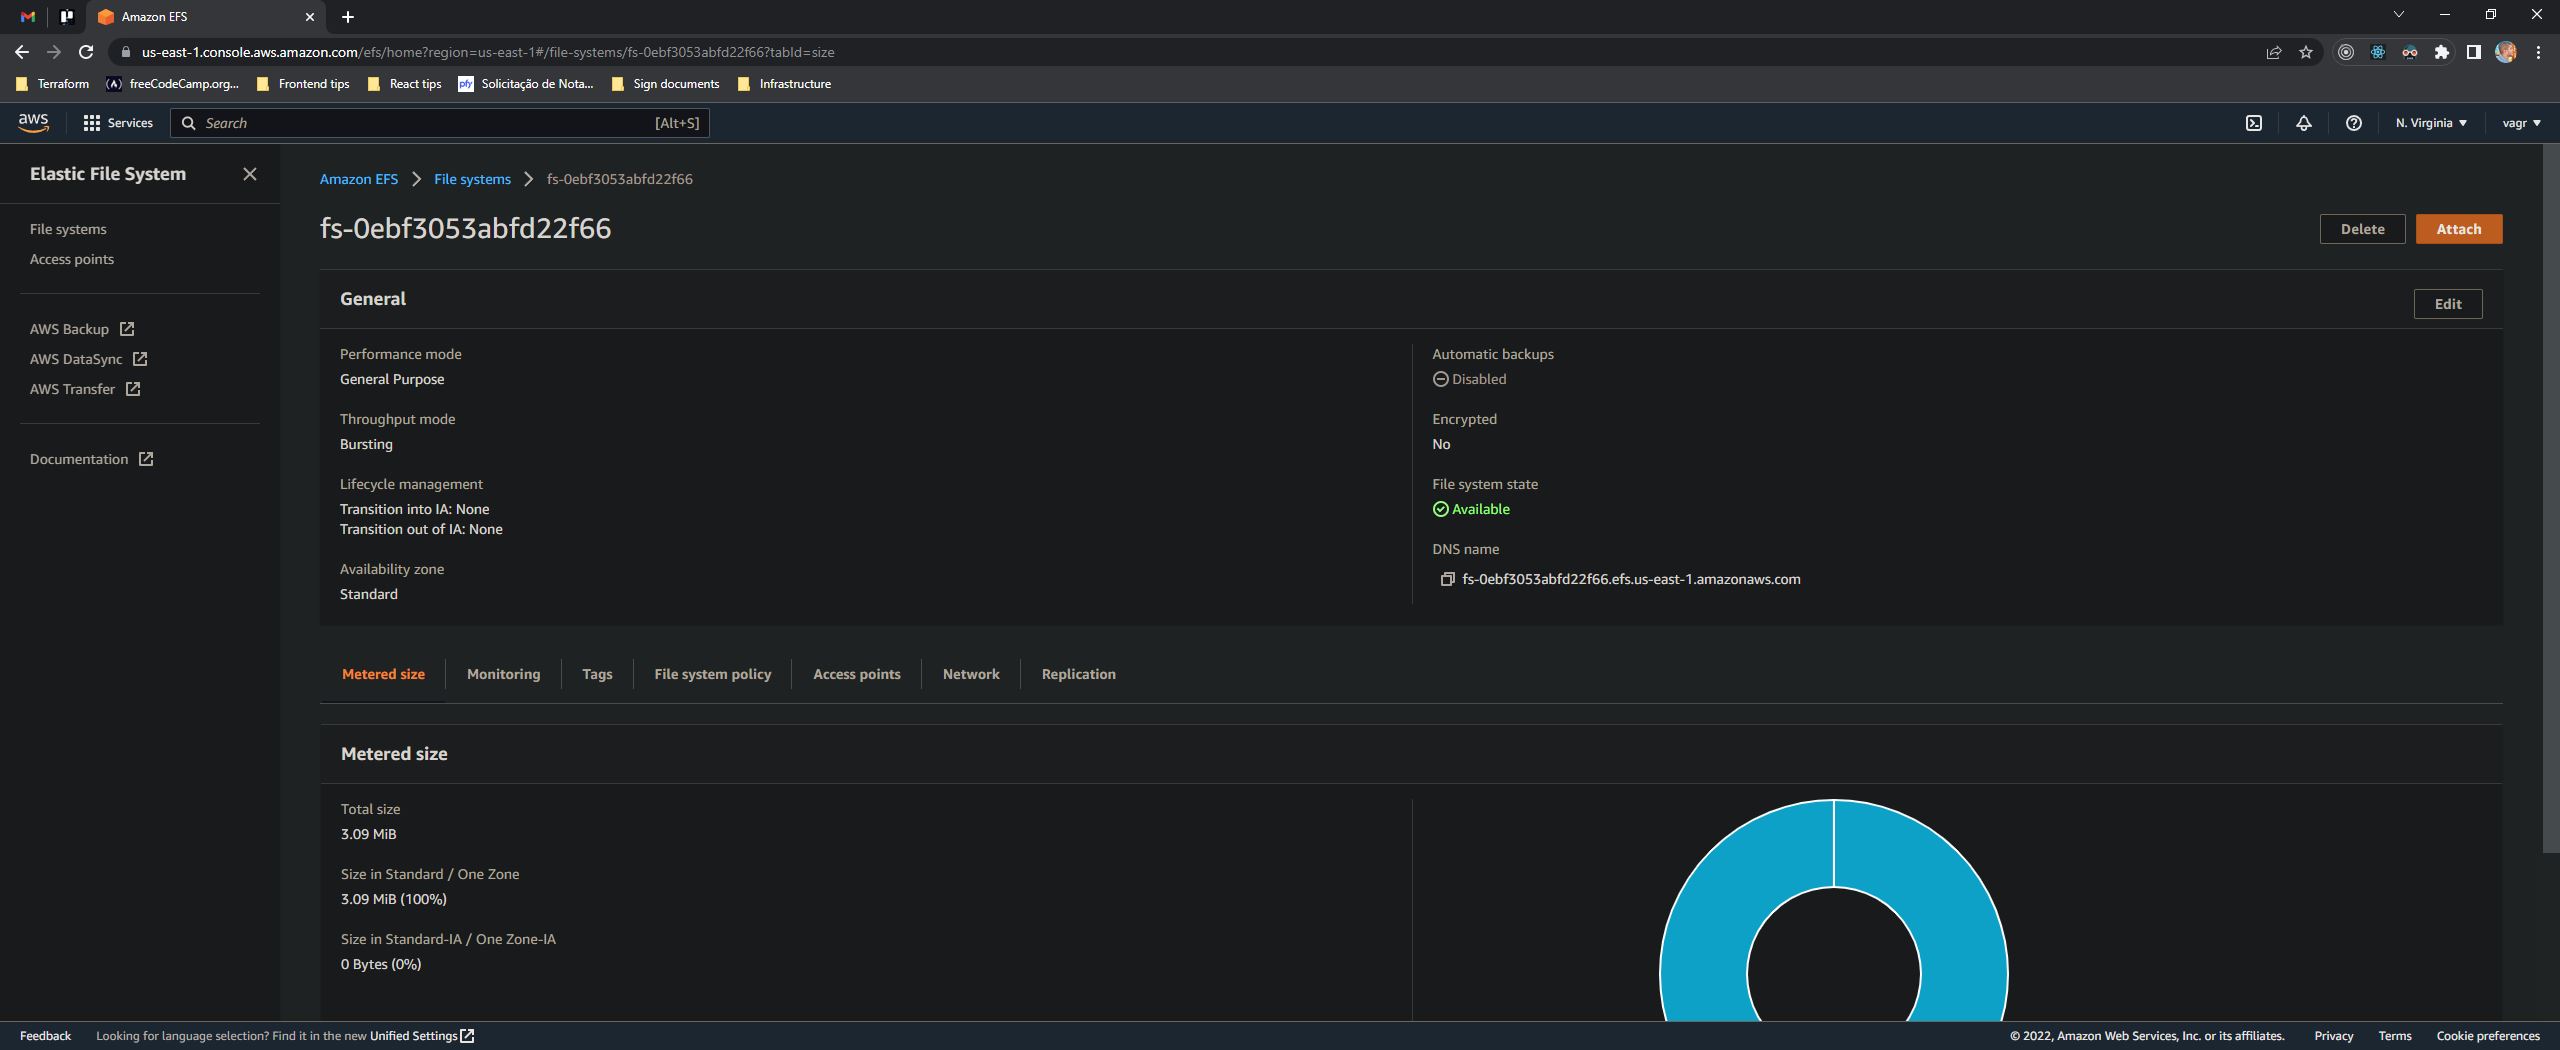 Amazon EFS
us-east-1.console.aws.amazon.com/efs/home?region=us-east-1#/file-systems/fs-0ebf3053abfd22f66?tabId=size
Terraform
freeCodeCamp.org...
Frontend tips
React tips
pfy
Solicitação de Nota...
Sign documents
Infrastructure
aws
Services
Search
[Alt+S]
N. Virginia
vagr
Elastic File System
File systems
Access points
AWS Backup
AWS DataSync
AWS Transfer
Documentation
Amazon EFS
File systems
fs-0ebf3053abfd22f66
fs-0ebf3053abfd22f66
Delete
Attach
General
Edit
Performance mode
General Purpose
Throughput mode
Bursting
Lifecycle management
Transition into IA: None
Transition out of IA: None
Availability zone
Standard
Automatic backups
Disabled
Encrypted
No
File system state
Available
DNS name
fs-0ebf3053abfd22f66.efs.us-east-1.amazonaws.com
Metered size
Monitoring
Tags
File system policy
Access points
Network
Replication
Metered size
Total size
3.09 MiB
Size in Standard / One Zone
3.09 MiB (100%)
Size in Standard-IA / One Zone-IA
0 Bytes (0%)
Feedback
Looking for language selection? Find it in the new Unified Settings
© 2022, Amazon Web Services, Inc. or its affiliates.
Privacy
Terms
Cookie preferences